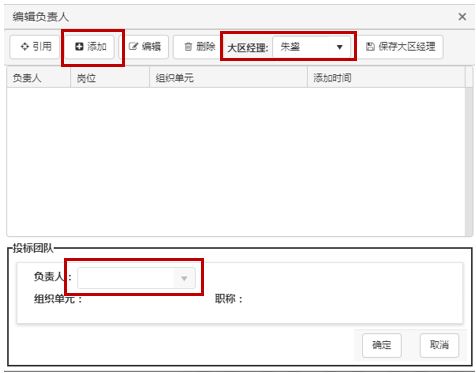 编辑负责人
引用 添加 编辑 删除 大区经理: 朱鋆 保存大区经理
负责人 岗位 组织单元 添加时间
投标团队
负责人：
组织单元： 职称：
确定 取消